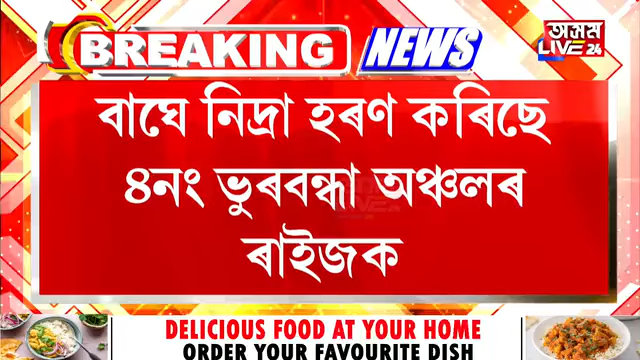 BREAKING NEWS
অসম
LIVE 24
বাঘে নিদ্ৰা হৰণ কৰিছে
৪নং ভুৰবন্ধা অঞ্চলৰ
ৰাইজক
DELICIOUS FOOD AT YOUR HOME
ORDER YOUR FAVOURITE DISH